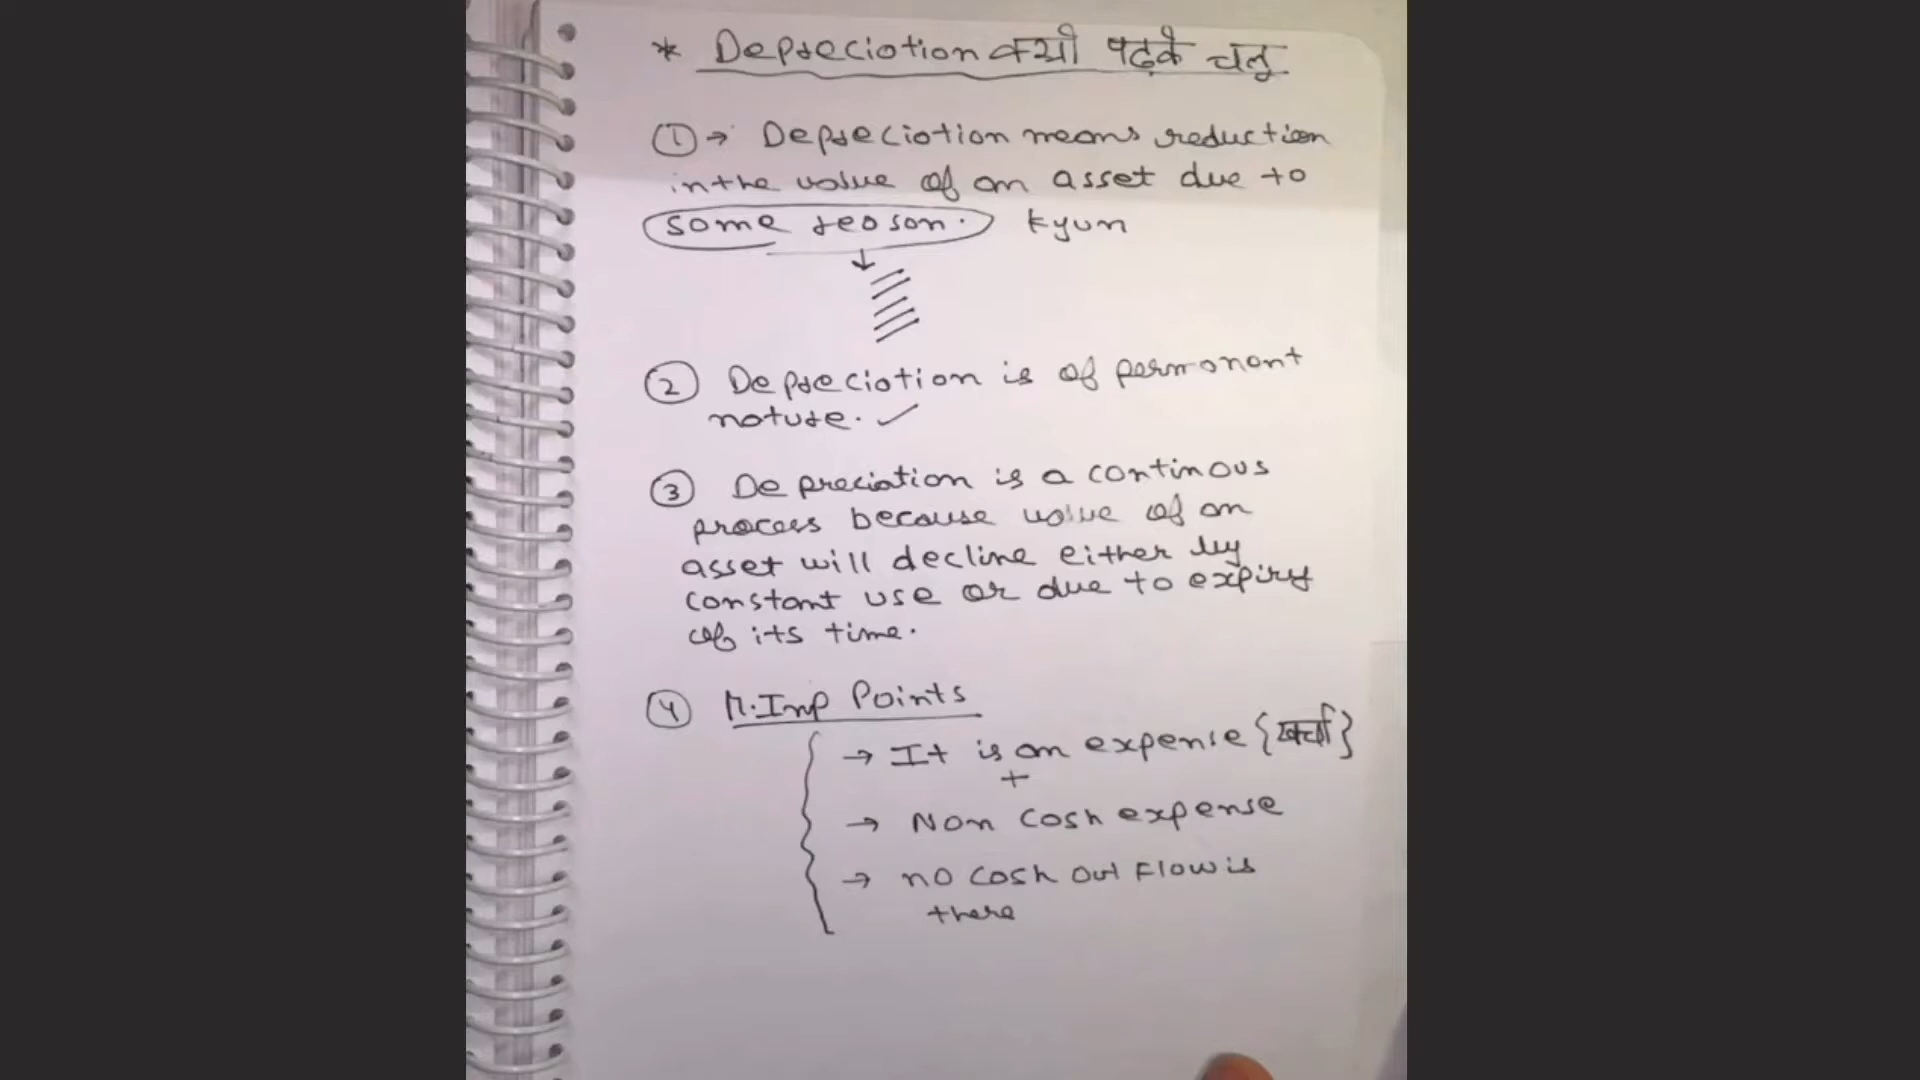 * Depreciation क्यो पढ़के चलू
① → Depreciation means reduction
in the value of an asset due to
some reason. Kyun
② Depreciation is of permanant
nature. ✓
③ Depreciation is a continous
process because value of an
asset will decline either by
constant use or due to expiry
of its time.
④ M.Imp Points
→ It is an expense {खर्चा}
+
→ Non Cash expense
→ no cash out Flow is
there